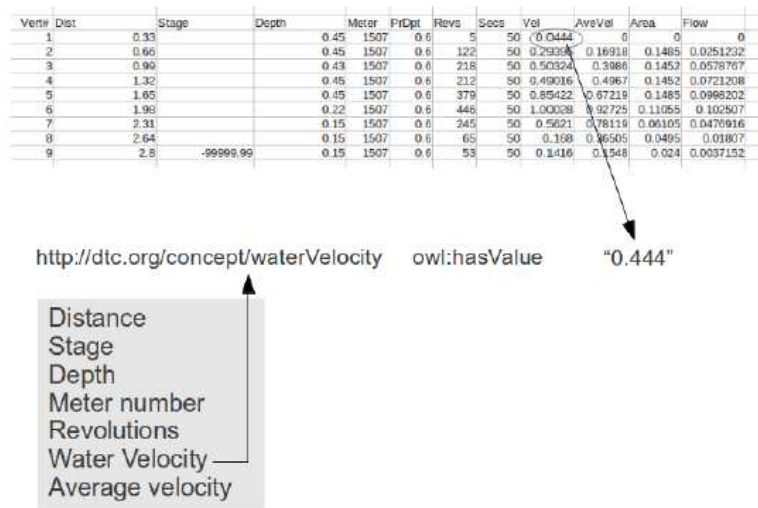 Vert# Dist Stage Depth Meter PrDpt Revs Secs Vel AveVel Area Flow
1 0.33 0.45 1507 0.6 5 50 0.0444 0 0 0
2 0.66 0.45 1507 0.6 122 50 0.29396 0.16918 0.1485 0.0251232
3 0.99 0.43 1507 0.6 218 50 0.50324 0.3986 0.1452 0.0578767
4 1.32 0.45 1507 0.6 212 50 0.49016 0.4967 0.1452 0.0721208
5 1.65 0.45 1507 0.6 379 50 0.85422 0.67219 0.1485 0.0998202
6 1.98 0.22 1507 0.6 446 50 1.00028 0.92725 0.11055 0.102507
7 2.31 0.15 1507 0.6 245 50 0.5621 0.78119 0.06105 0.0476916
8 2.64 0.15 1507 0.6 65 50 0.168 0.36505 0.0495 0.01807
9 2.8 -99999.99 0.15 1507 0.6 53 50 0.1416 0.1548 0.024 0.0037152
http://dtc.org/concept/waterVelocity owl:hasValue “0.444”
Distance
Stage
Depth
Meter number
Revolutions
Water Velocity
Average velocity